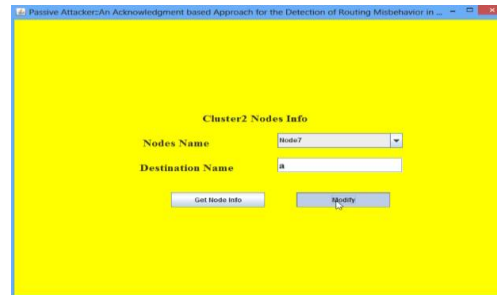 Passive Attacker::An Acknowledgment based Approach for the Detection of Routing Misbehavior in ...
Cluster2 Nodes Info
Nodes Name
Node7
Destination Name
a
Get Node Info
Modify